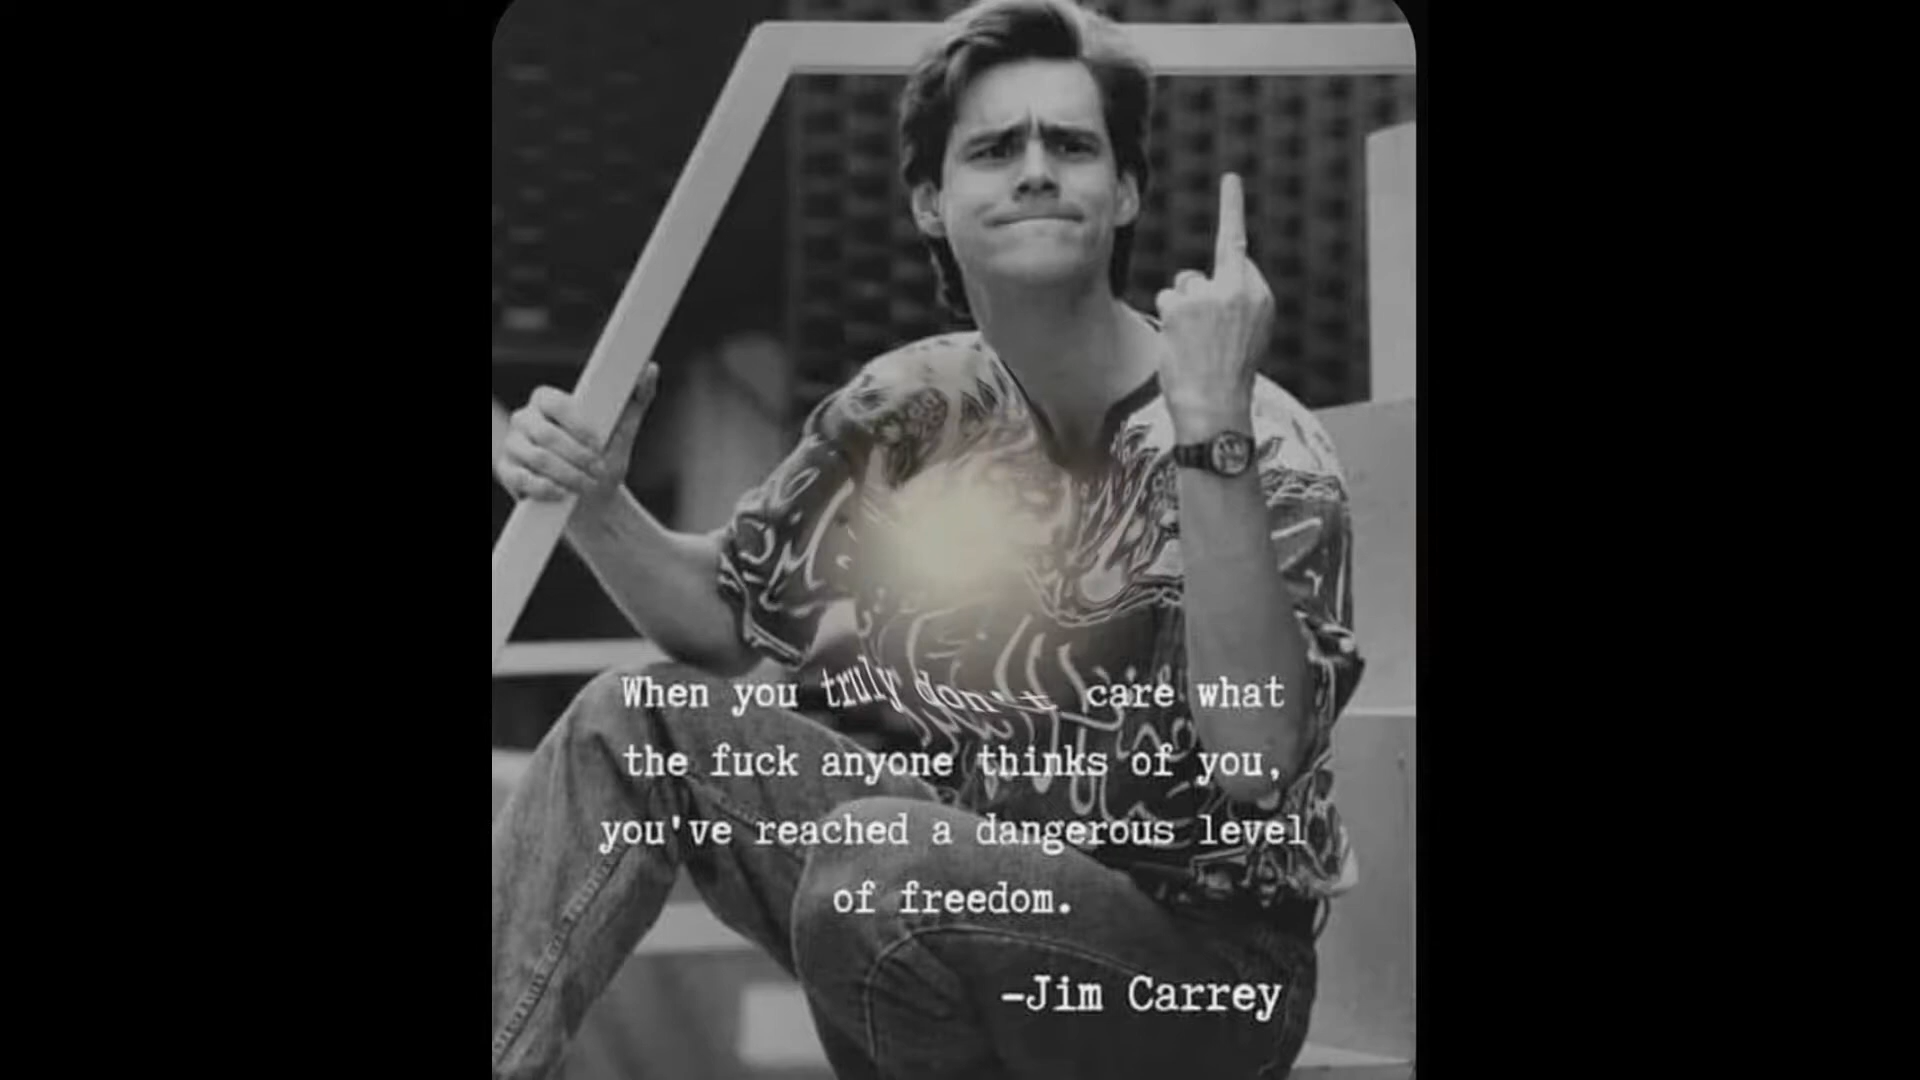 When you truly don't care what
the fuck anyone thinks of you,
you've reached a dangerous level
of freedom.
-Jim Carrey